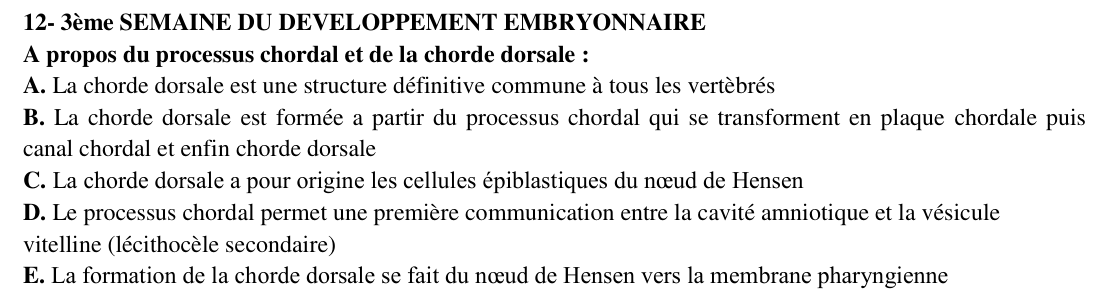 12- 3ème SEMAINE DU DEVELOPPEMENT EMBRYONNAIRE
A propos du processus chordal et de la chorde dorsale :
A. La chorde dorsale est une structure définitive commune à tous les vertèbrés
B. La chorde dorsale est formée a partir du processus chordal qui se transforment en plaque chordale puis
canal chordal et enfin chorde dorsale
C. La chorde dorsale a pour origine les cellules épiblastiques du nœud de Hensen
D. Le processus chordal permet une première communication entre la cavité amniotique et la vésicule
vitelline (lécithocèle secondaire)
E. La formation de la chorde dorsale se fait du nœud de Hensen vers la membrane pharyngienne